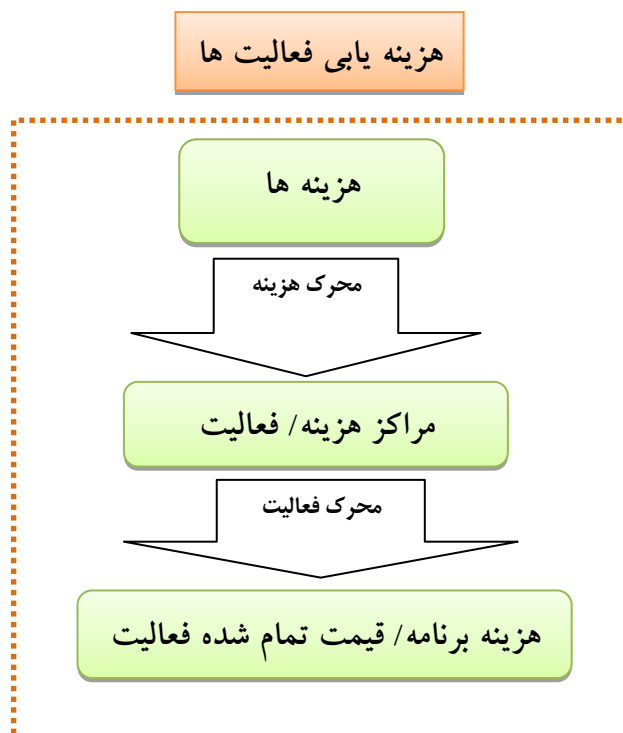 هزینه یابی فعالیت ها
هزینه ها
محرک هزینه
مراکز هزینه/ فعالیت
محرک فعالیت
هزینه برنامه/ قیمت تمام شده فعالیت